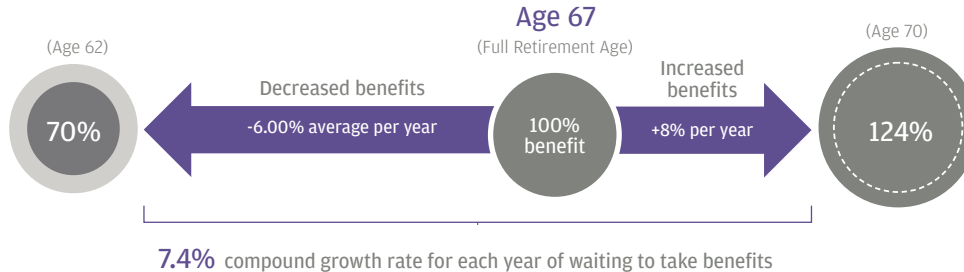 Age 67
(Full Retirement Age)
(Age 62)
(Age 70)
Decreased benefits
Increased
benefits
70%
-6.00% average per year
100%
benefit
+8% per year
124%
7.4% compound growth rate for each year of waiting to take benefits